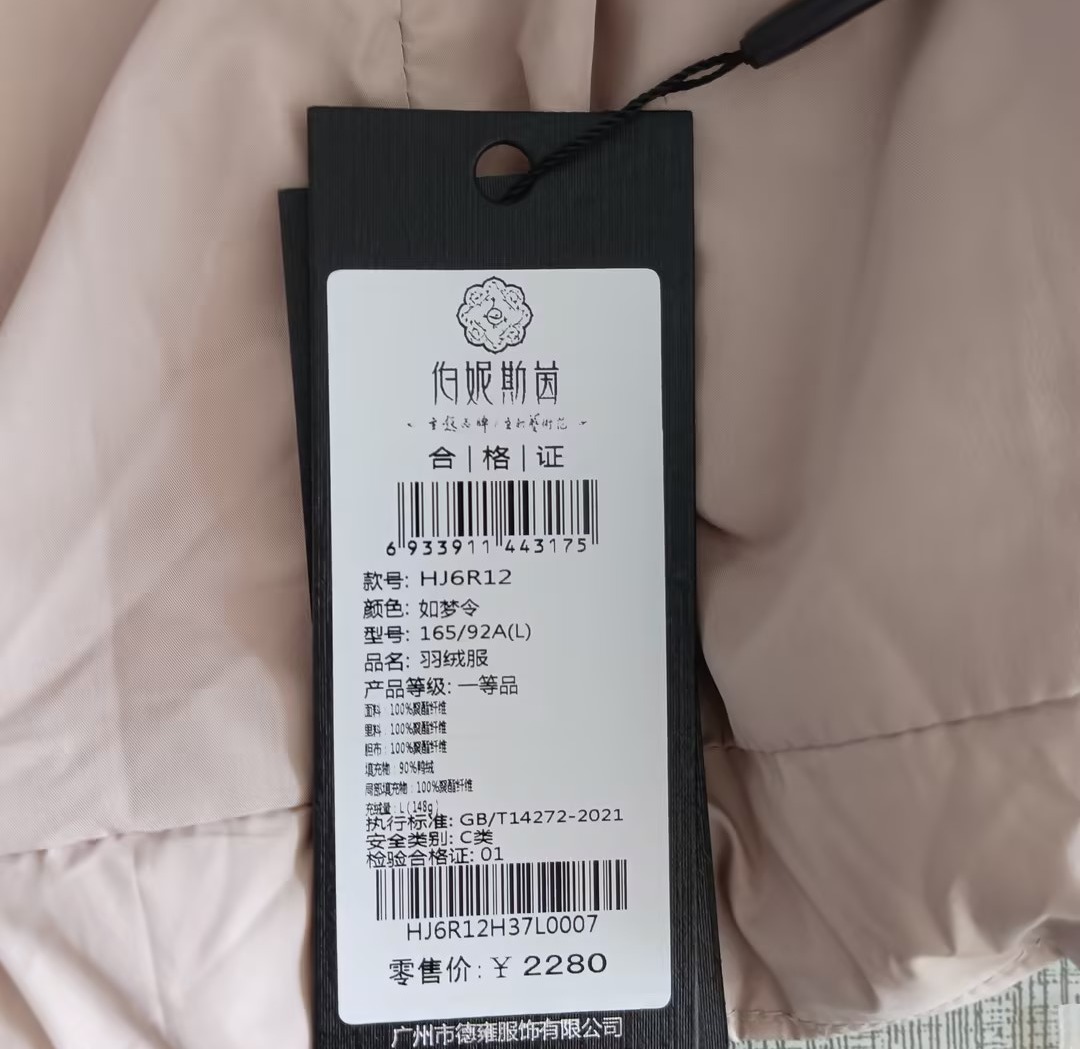 伯妮斯茵
合|格|证
6 933911 443175
款号: HJ6R12
颜色: 如梦令
型号: 165/92A(L)
品名: 羽绒服
产品等级: 一等品
面料: 100%聚酯纤维
里料: 100%聚酯纤维
胆布: 100%聚酯纤维
填充物: 90%鸭绒
局部填充物: 100%聚酯纤维
充绒量: L(148g)
执行标准: GB/T14272-2021
安全类别: C类
检验合格证: 01
HJ6R12H37L0007
零售价: ¥ 2280
广州市德雍服饰有限公司